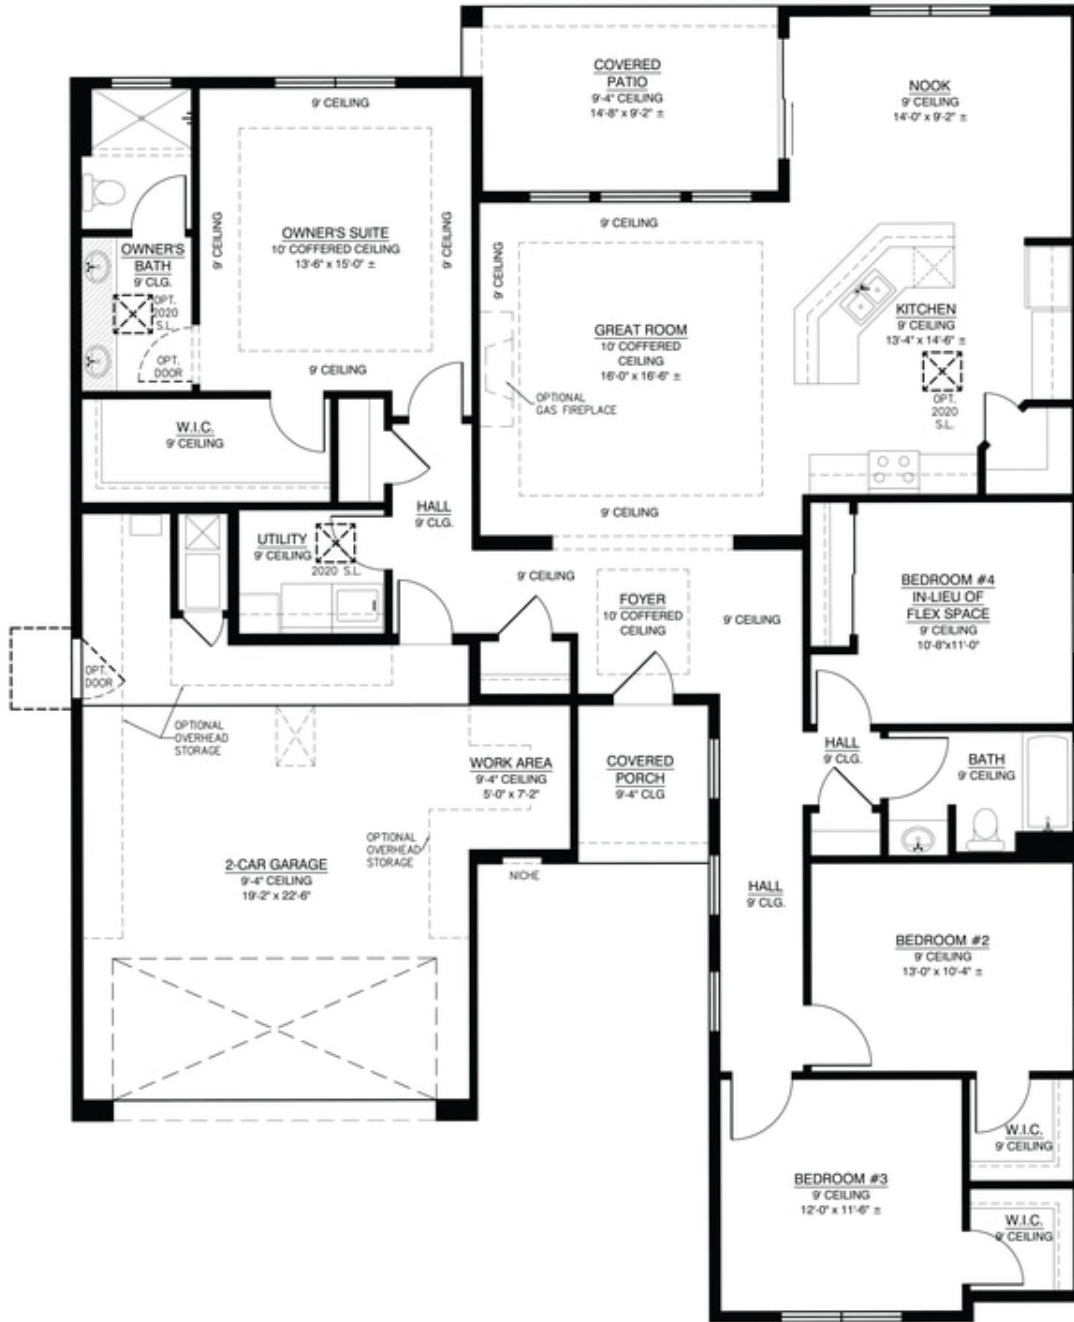 COVERED
PATIO
9'-4" CEILING
14'-8" x 9'-2" ±
NOOK
9' CEILING
14'-0" x 9'-2" ±
9' CEILING
9' CEILING
OWNER'S SUITE
10' COFFERED CEILING
13'-6" x 15'-0" ±
9' CEILING
9' CEILING
OWNER'S
BATH
9' CLG.
OPT.
2020
S.L.
OPT.
DOOR
9' CEILING
9' CEILING
GREAT ROOM
10' COFFERED
CEILING
16'-0" x 16'-6" ±
OPTIONAL
GAS FIREPLACE
9' CEILING
KITCHEN
9' CEILING
13'-4" x 14'-6" ±
OPT.
2020
S.L.
W.I.C.
9' CEILING
HALL
9' CLG.
UTILITY
9' CEILING
2020 S.L.
9' CEILING
FOYER
10' COFFERED
CEILING
9' CEILING
BEDROOM #4
IN-LIEU OF
FLEX SPACE
9' CEILING
10'-8"x11'-0"
OPT.
DOOR
OPTIONAL
OVERHEAD
STORAGE
WORK AREA
9'-4" CEILING
5'-0" x 7'-2"
COVERED
PORCH
9'-4" CLG
HALL
9' CLG.
BATH
9' CEILING
OPTIONAL
OVERHEAD
STORAGE
2-CAR GARAGE
9'-4" CEILING
19'-2" x 22'-6"
NICHE
HALL
9' CLG.
BEDROOM #2
9' CEILING
13'-0" x 10'-4" ±
W.I.C.
9' CEILING
BEDROOM #3
9' CEILING
12'-0" x 11'-6" ±
W.I.C.
9' CEILING